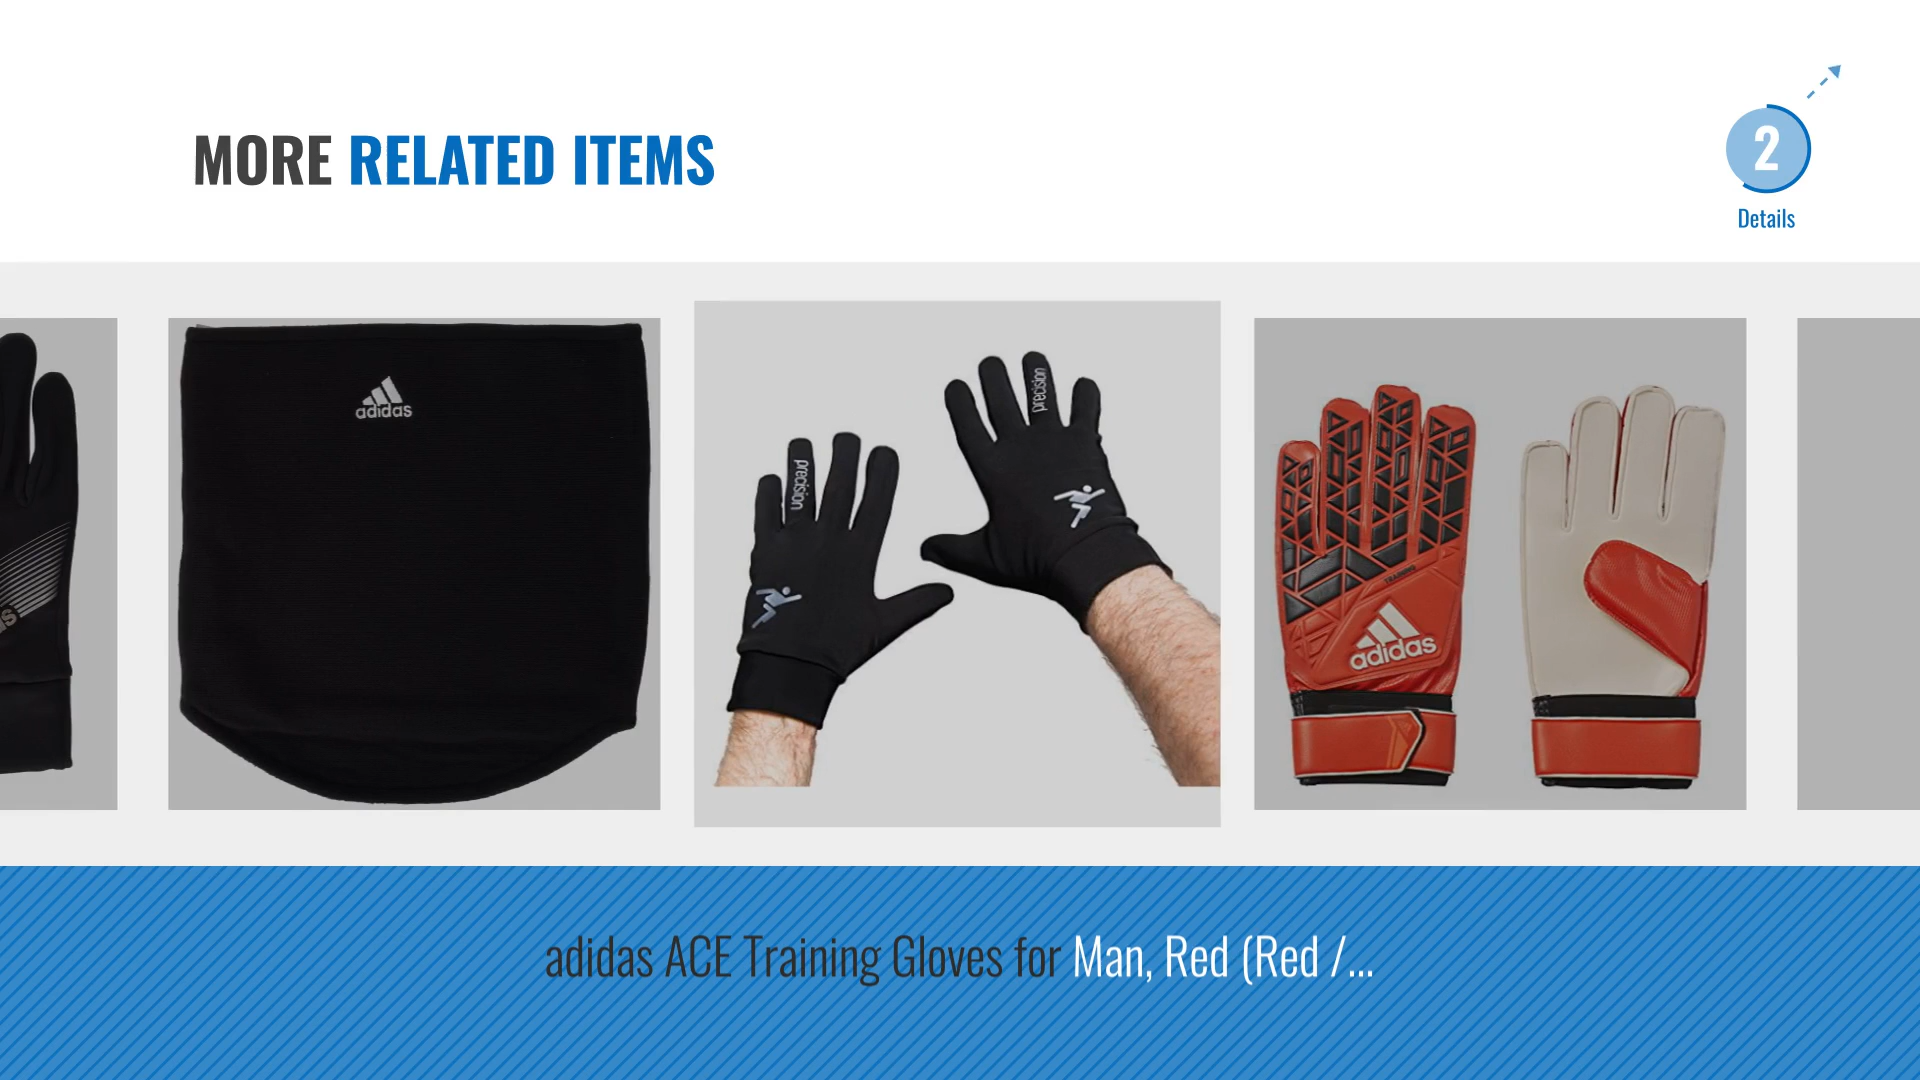 MORE RELATED ITEMS
2
Details
adidas
precision
precision
TRAINING
adidas
adidas ACE Training Gloves for Man, Red (Red /...